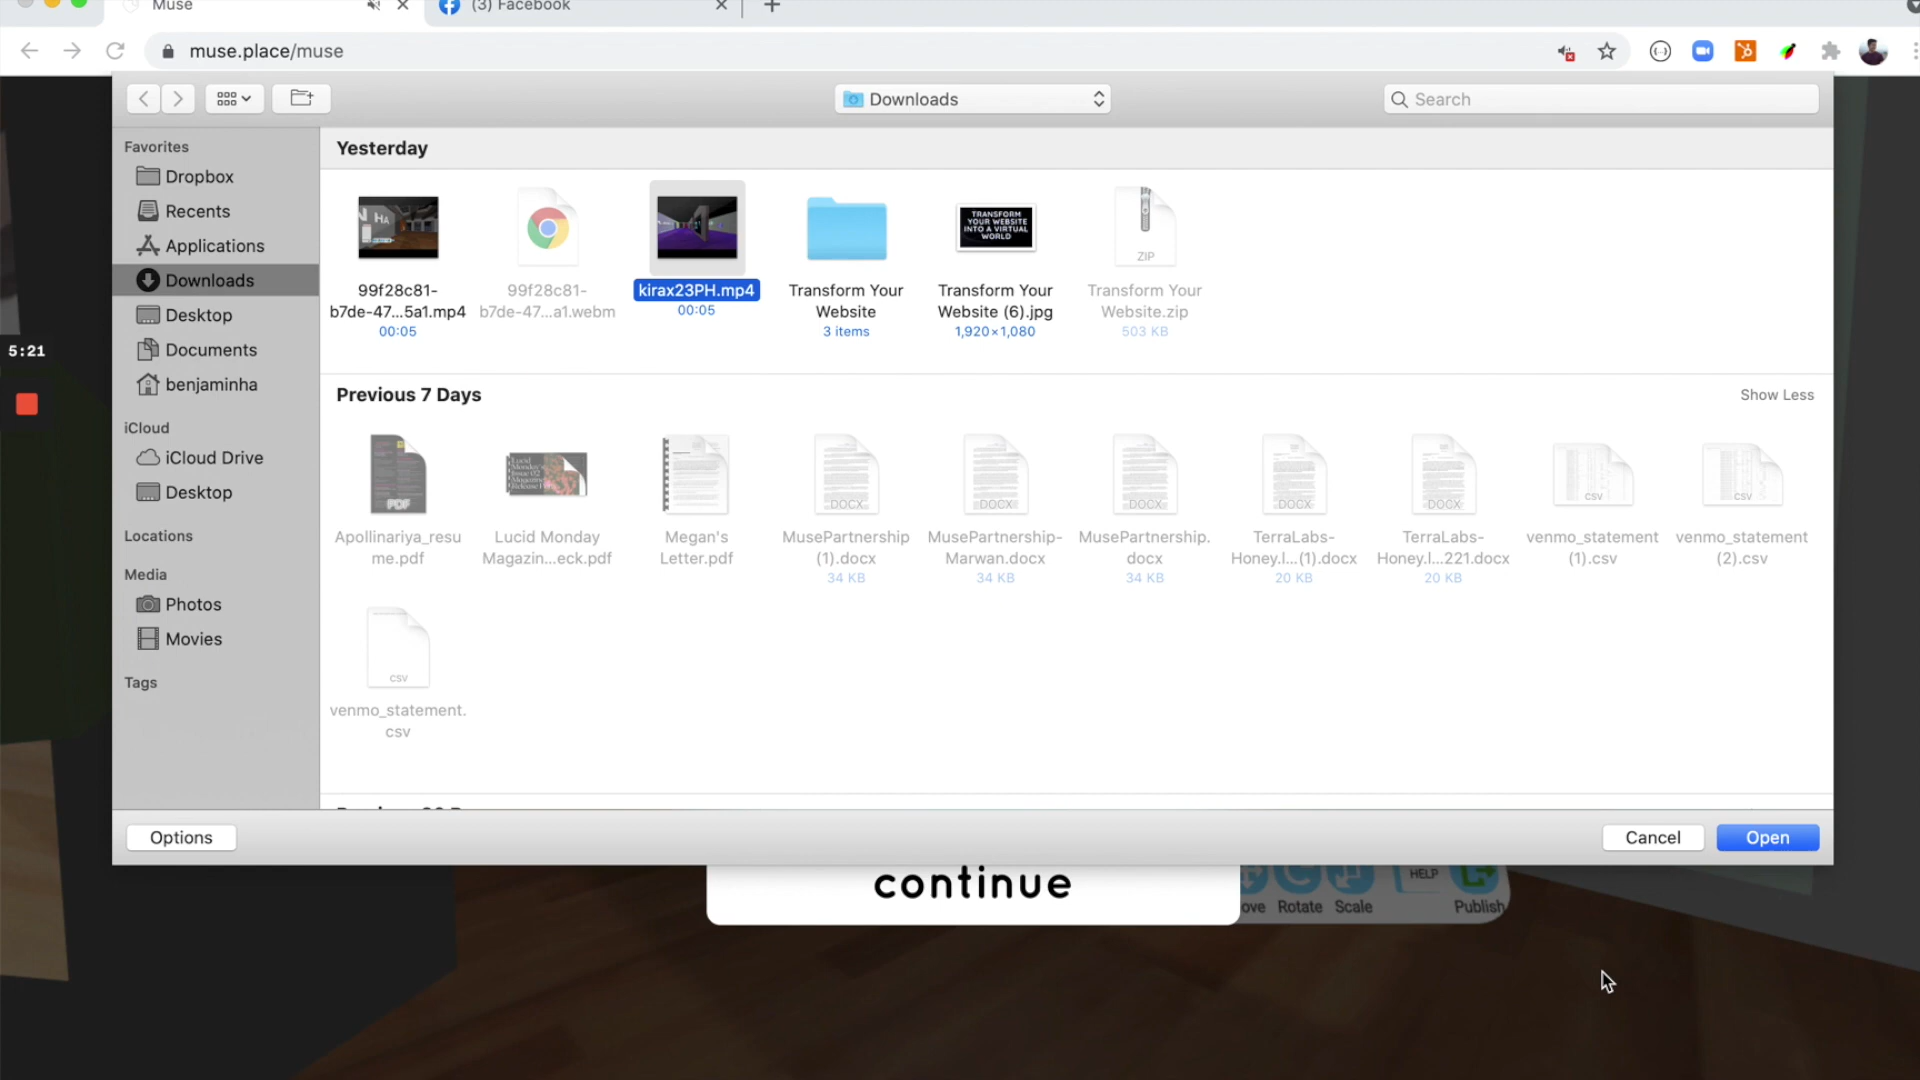 Muse
(3) Facebook
muse.place/muse
Downloads
Search
Favorites
Dropbox
Recents
Applications
Downloads
Desktop
Documents
benjaminha
iCloud
iCloud Drive
Desktop
Locations
Media
Photos
Movies
Tags
5:21
Yesterday
99f28c81-
b7de-47...5a1.mp4
00:05
99f28c81-
b7de-47...a1.webm
kirax23PH.mp4
00:05
Transform Your
Website
3 items
TRANSFORM
YOUR WEBSITE
INTO A VIRTUAL
WORLD
Transform Your
Website (6).jpg
1,920×1,080
ZIP
Transform Your
Website.zip
503 KB
Previous 7 Days
Show Less
PDF
Apollinariya_resu
me.pdf
Lucid Monday
Magazin...eck.pdf
Megan's
Letter.pdf
DOCX
MusePartnership
(1).docx
34 KB
DOCX
MusePartnership-
Marwan.docx
34 KB
DOCX
MusePartnership.
docx
34 KB
DOCX
TerraLabs-
Honey.l...(1).docx
20 KB
DOCX
TerraLabs-
Honey.l...221.docx
20 KB
CSV
venmo_statement
(1).csv
CSV
venmo_statement
(2).csv
CSV
venmo_statement.
csv
Options
Cancel
Open
continue
HELP
ove Rotate Scale
Publish